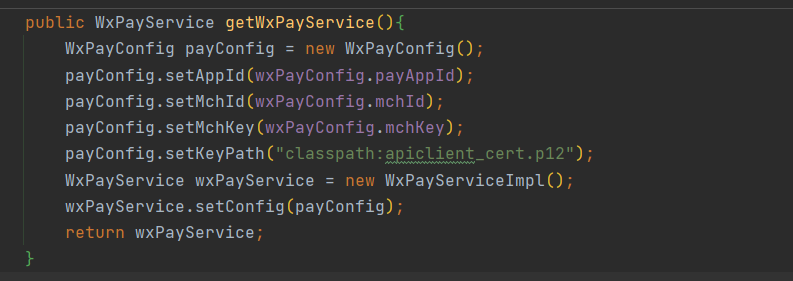 public WxPayService getWxPayService(){
WxPayConfig payConfig = new WxPayConfig();
payConfig.setAppId(wxPayConfig.payAppId);
payConfig.setMchId(wxPayConfig.mchId);
payConfig.setMchKey(wxPayConfig.mchKey);
payConfig.setKeyPath("classpath:apiclient_cert.p12");
WxPayService wxPayService = new WxPayServiceImpl();
wxPayService.setConfig(payConfig);
return wxPayService;
}